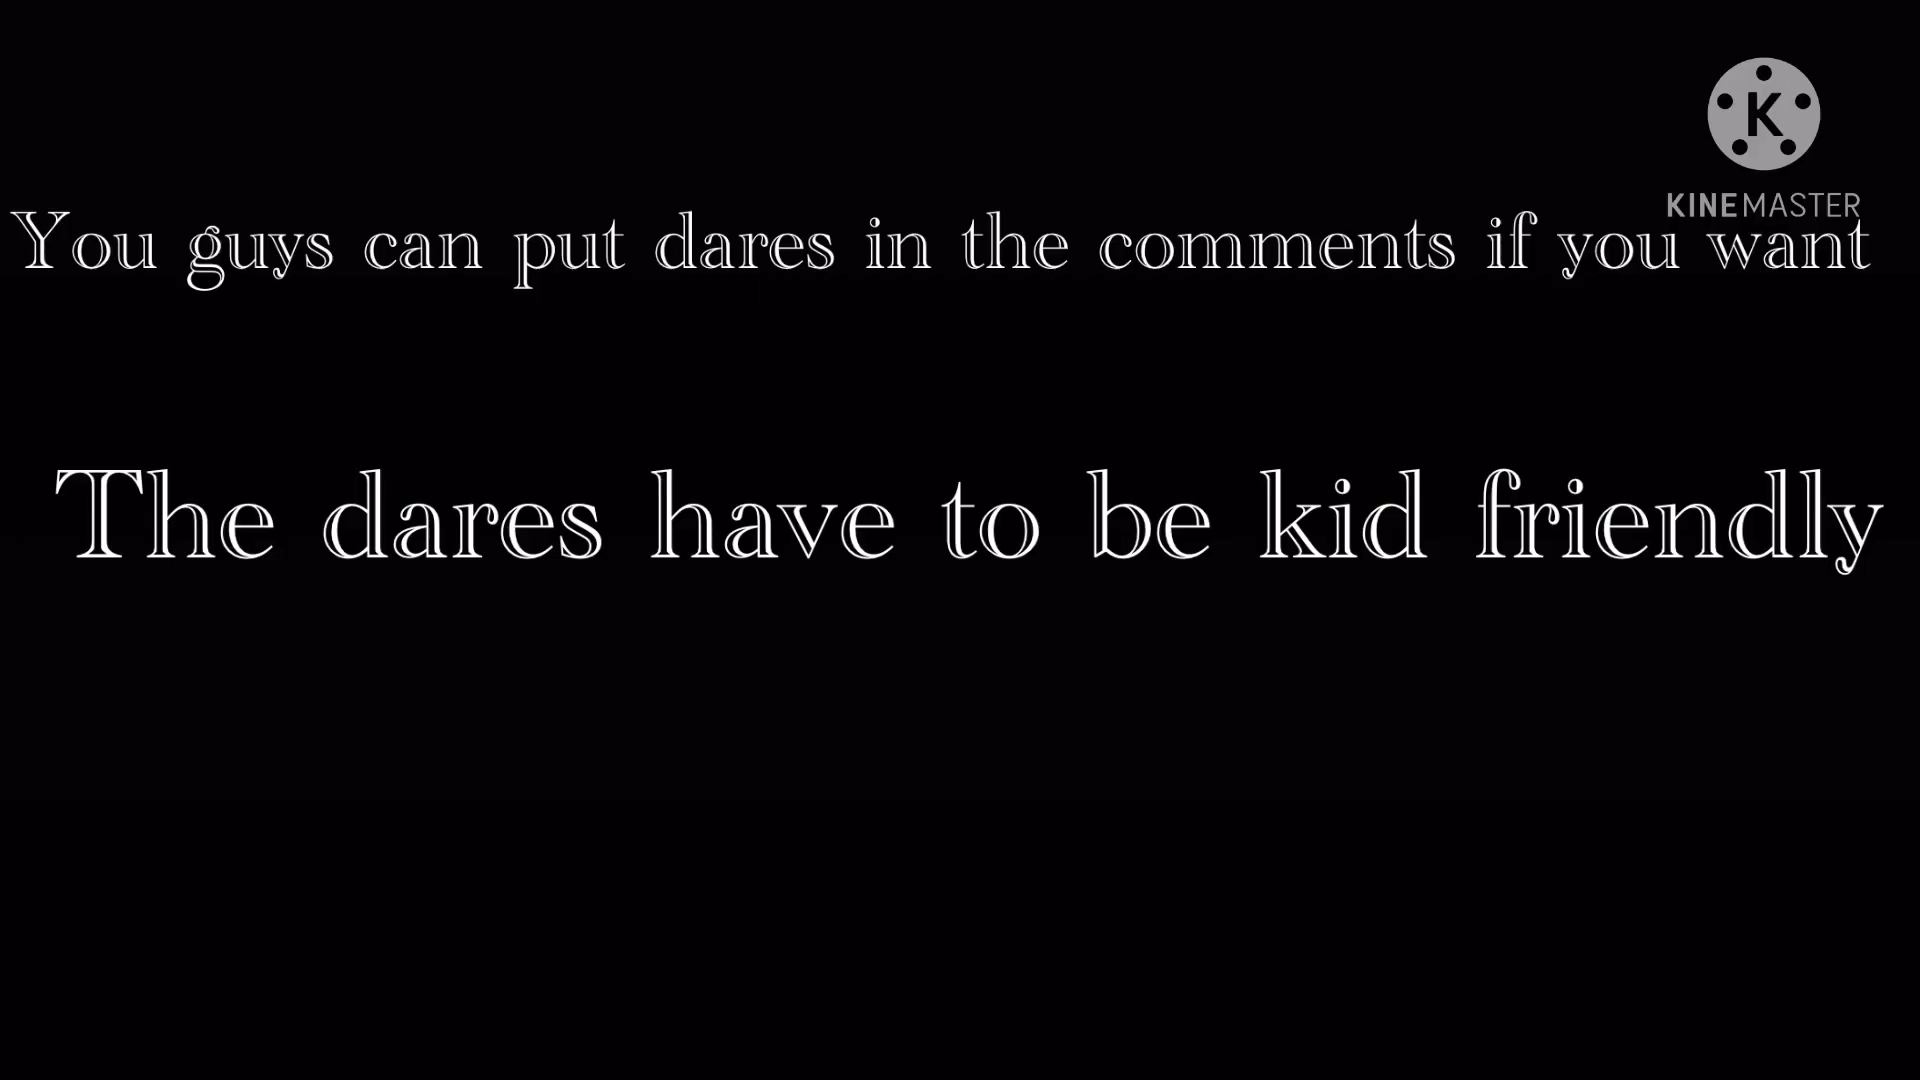 K
KINEMASTER
You guys can put dares in the comments if you want
The dares have to be kid friendly